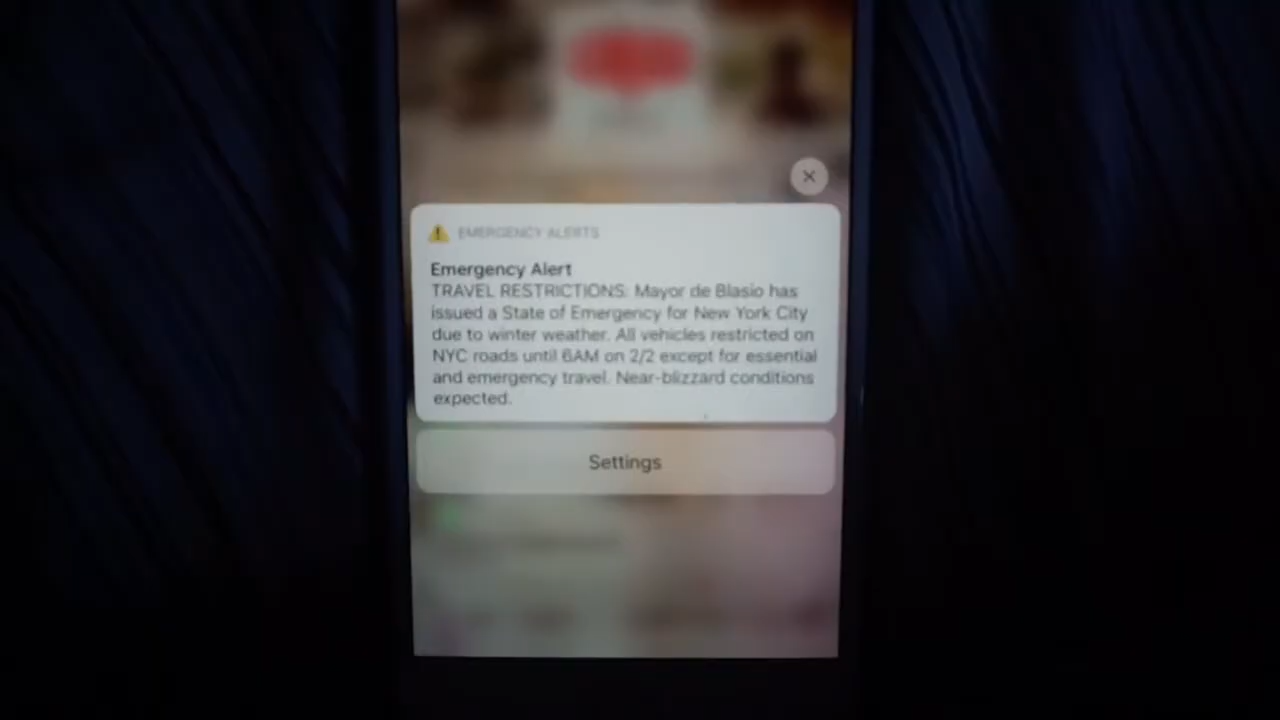 EMERGENCY ALERTS
Emergency Alert
TRAVEL RESTRICTIONS: Mayor de Blasio has
issued a State of Emergency for New York City
due to winter weather. All vehicles restricted on
NYC roads until 6AM on 2/2 except for essential
and emergency travel. Near-blizzard conditions
expected.
Settings